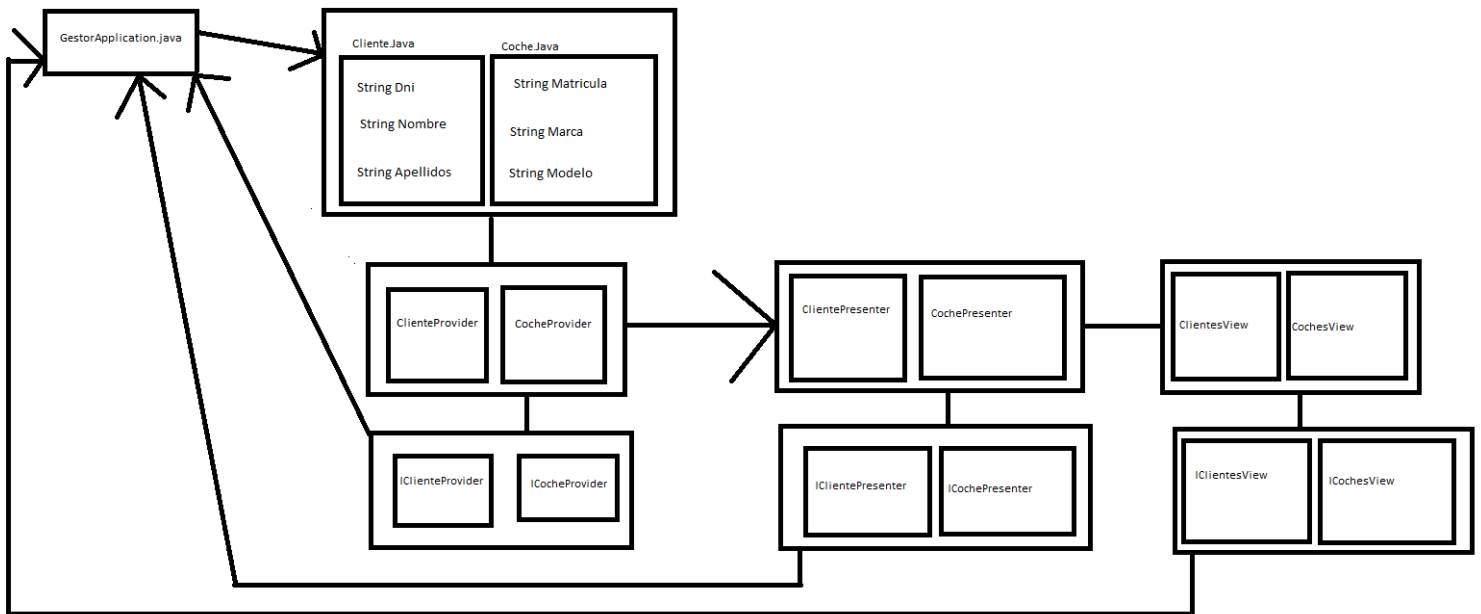 GestorApplication.java
Cliente.Java
Coche.Java
String Dni
String Nombre
String Apellidos
String Matricula
String Marca
String Modelo
ClienteProvider
CocheProvider
ClientePresenter
CochePresenter
ClientesView
CochesView
IClienteProvider
ICocheProvider
IClientePresenter
ICochePresenter
IClientesView
ICochesView